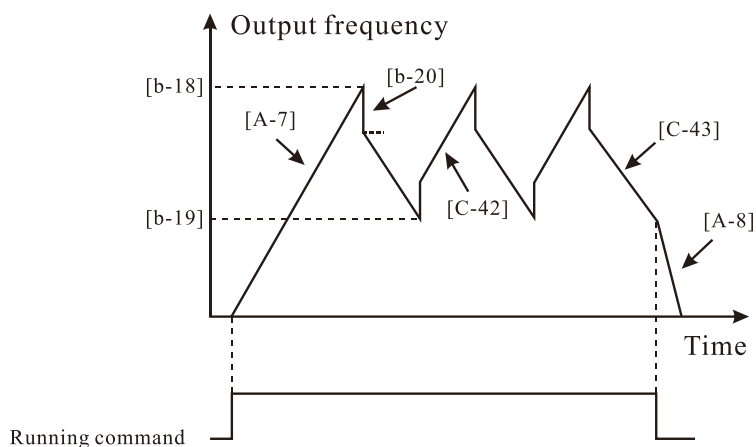 Output frequency
[b-18]
[b-20]
[A-7]
[C-43]
[C-42]
[b-19]
[A-8]
Time
Running command